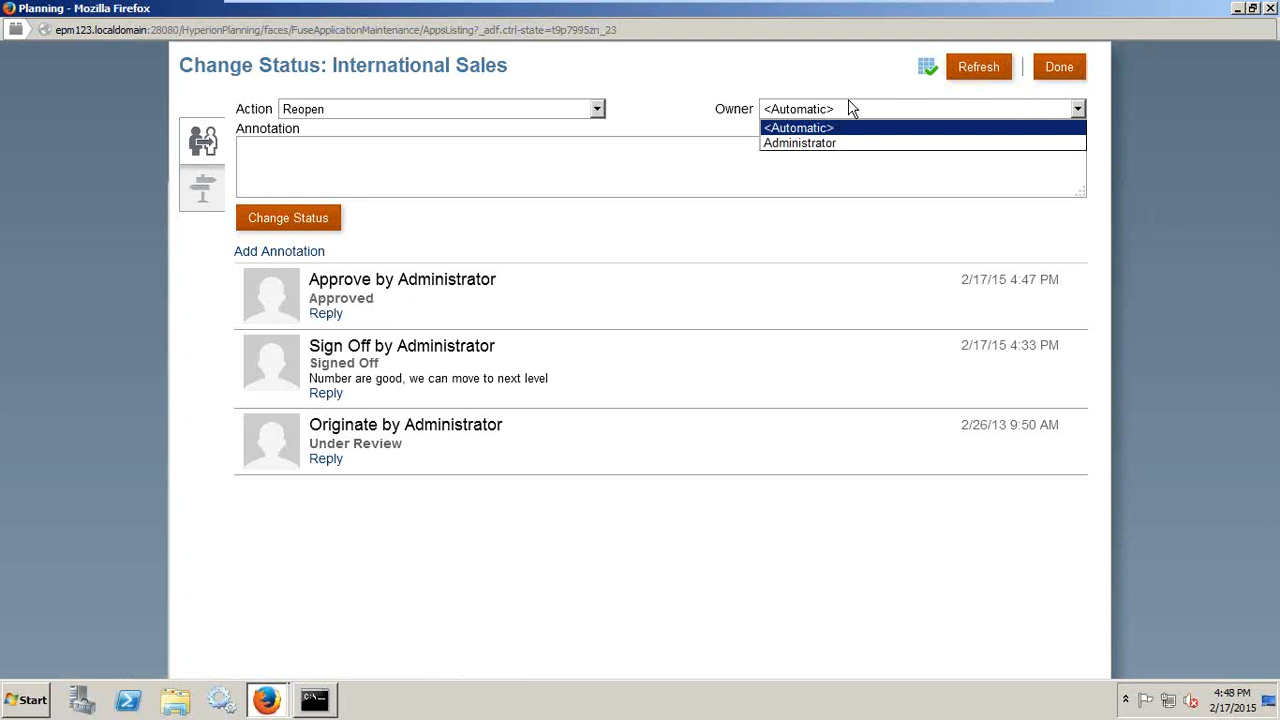 Planning - Mozilla Firefox
epm123.localdomain:28080/HyperionPlanning/faces/FuseApplicationMaintenance/AppsListing?_adf.ctrl-state=t9p7995zn_23
Change Status: International Sales
Refresh
Done
Action
Reopen
Owner
<Automatic>
<Automatic>
Administrator
Annotation
Change Status
Add Annotation
Approve by Administrator
2/17/15 4:47 PM
Approved
Reply
Sign Off by Administrator
2/17/15 4:33 PM
Signed Off
Number are good, we can move to next level
Reply
Originate by Administrator
2/26/13 9:50 AM
Under Review
Reply
Start
4:48 PM
2/17/2015